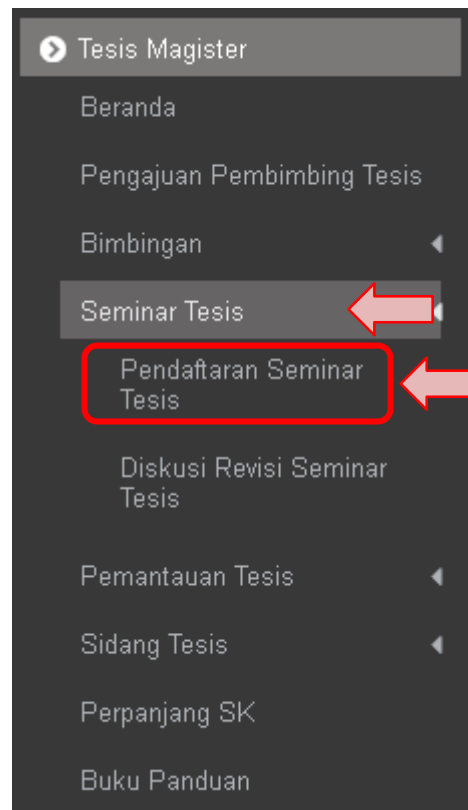 Tesis Magister
Beranda
Pengajuan Pembimbing Tesis
Bimbingan
Seminar Tesis
Pendaftaran Seminar
Tesis
Diskusi Revisi Seminar
Tesis
Pemantauan Tesis
Sidang Tesis
Perpanjang SK
Buku Panduan